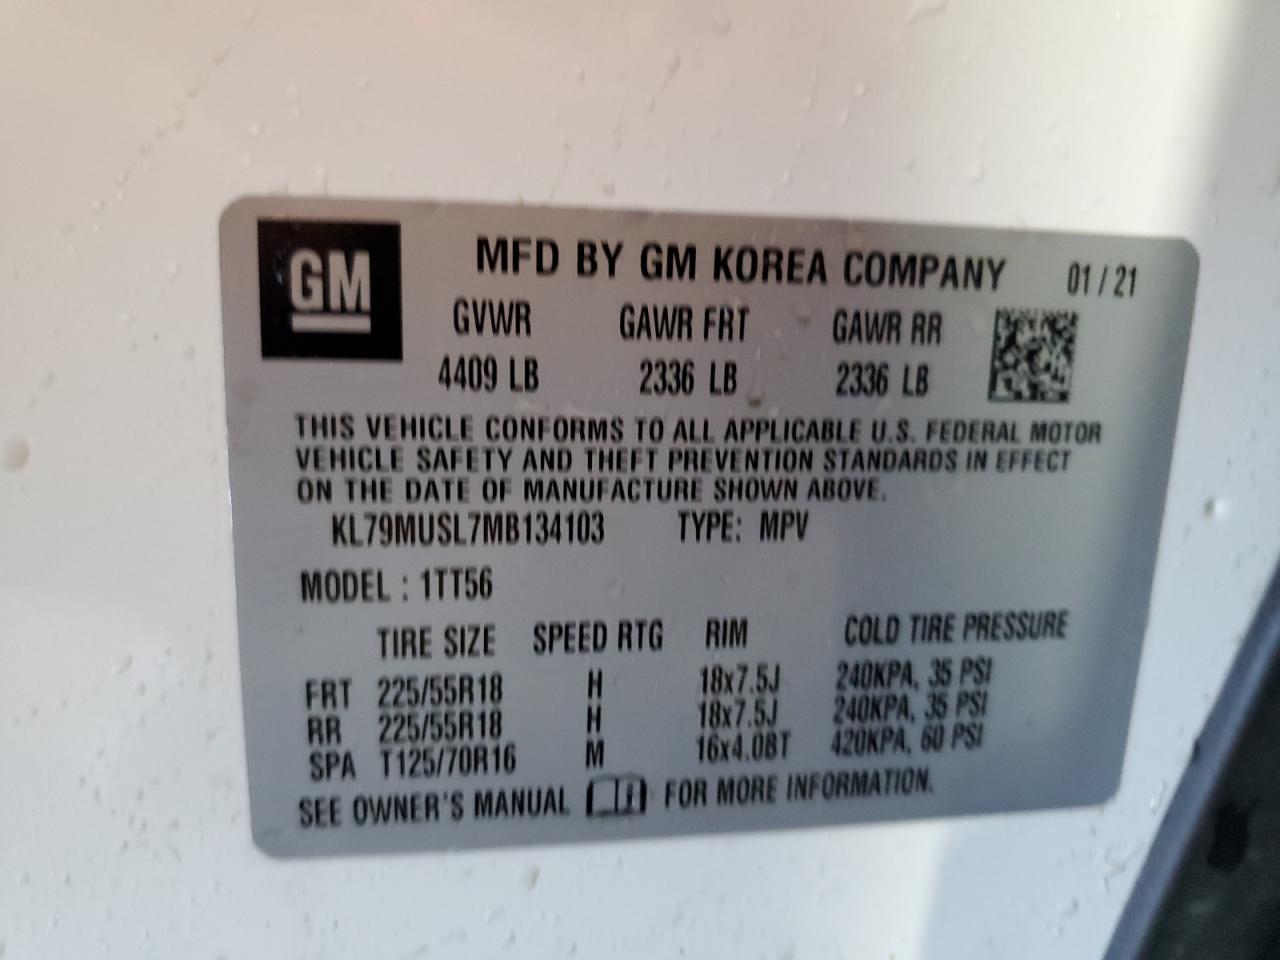 GM
MFD BY GM KOREA COMPANY 01 / 21
GVWR GAWR FRT GAWR RR
4409 LB 2336 LB 2336 LB
THIS VEHICLE CONFORMS TO ALL APPLICABLE U.S. FEDERAL MOTOR
VEHICLE SAFETY AND THEFT PREVENTION STANDARDS IN EFFECT
ON THE DATE OF MANUFACTURE SHOWN ABOVE.
KL79MUSL7MB134103 TYPE: MPV
MODEL : 1TT56
TIRE SIZE SPEED RTG RIM COLD TIRE PRESSURE
FRT 225/55R18 H 18x7.5J 240KPA, 35 PSI
RR 225/55R18 H 18x7.5J 240KPA, 35 PSI
SPA T125/70R16 M 16x4.0BT 420KPA, 60 PSI
SEE OWNER'S MANUAL FOR MORE INFORMATION.